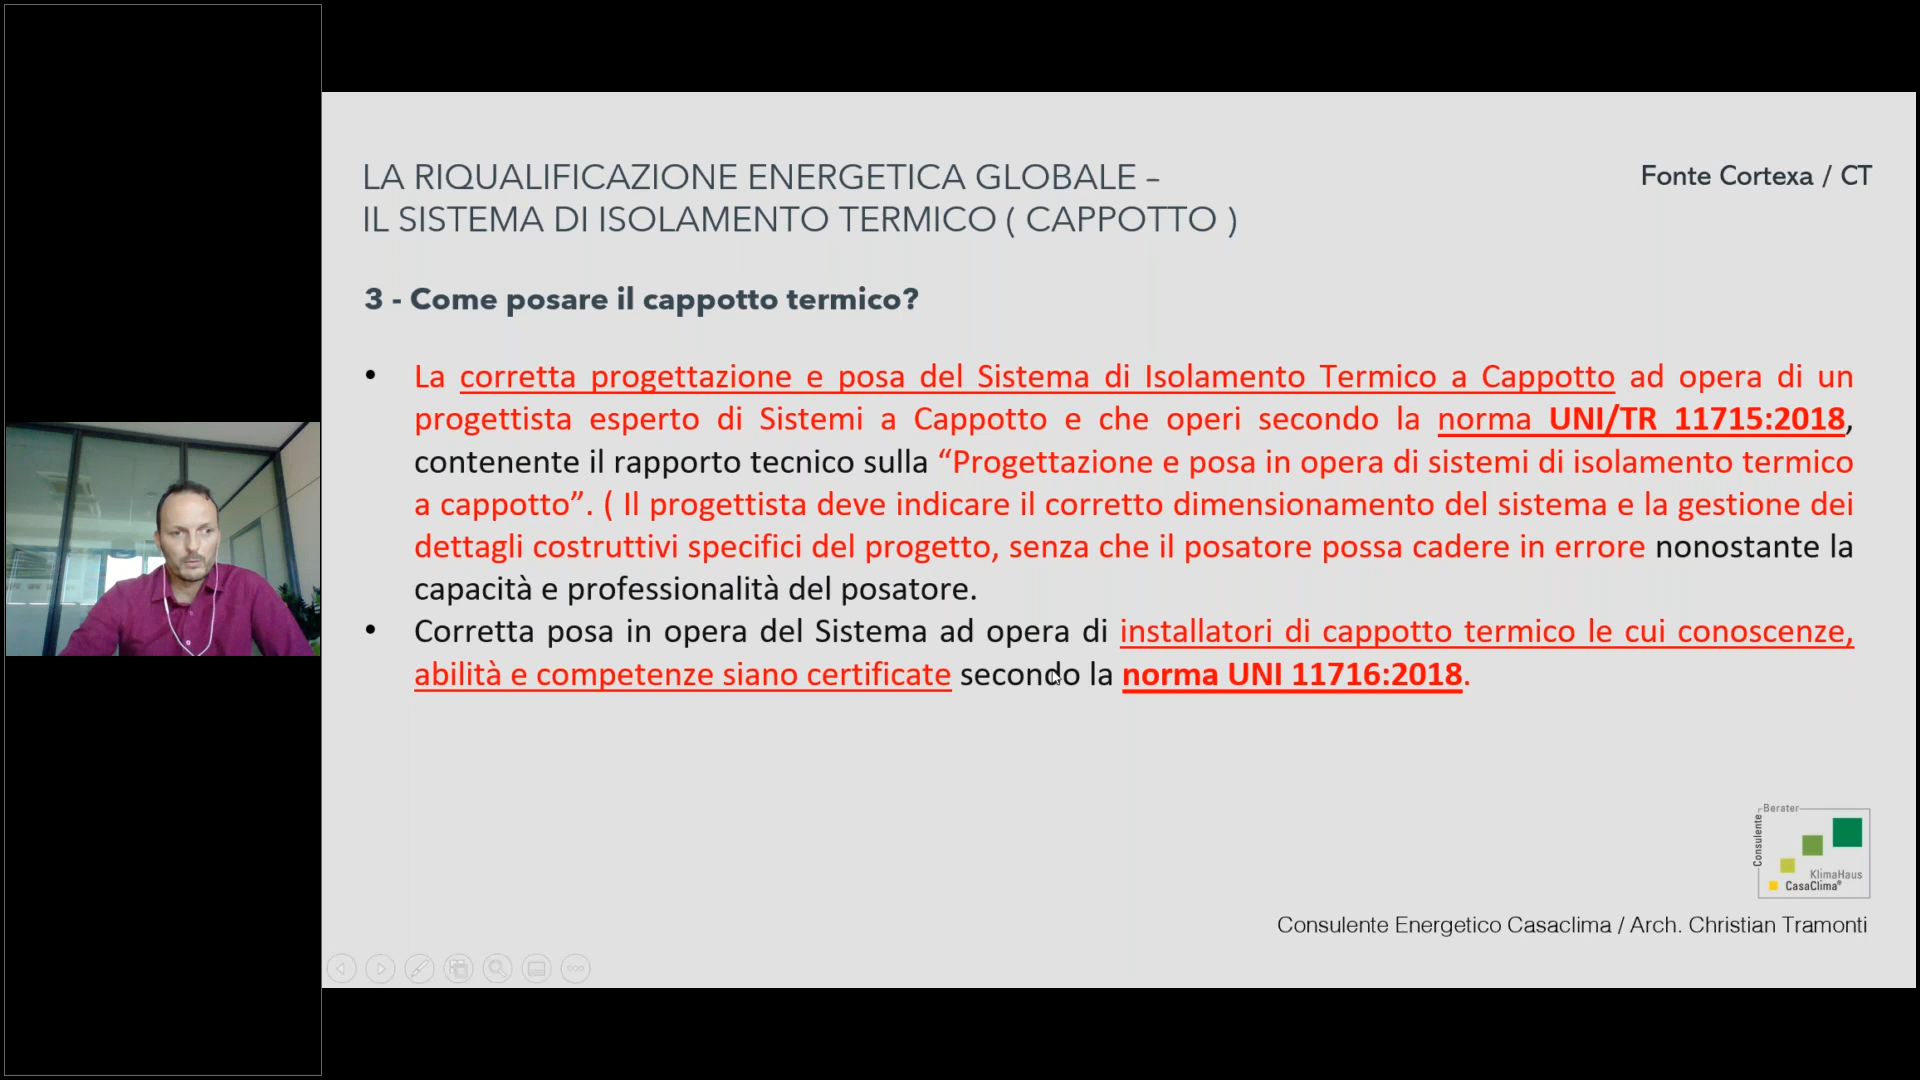 LA RIQUALIFICAZIONE ENERGETICA GLOBALE –
IL SISTEMA DI ISOLAMENTO TERMICO ( CAPPOTTO )
Fonte Cortexa / CT
3 - Come posare il cappotto termico?
• La corretta progettazione e posa del Sistema di Isolamento Termico a Cappotto ad opera di un
progettista esperto di Sistemi a Cappotto e che operi secondo la norma UNI/TR 11715:2018,
contenente il rapporto tecnico sulla “Progettazione e posa in opera di sistemi di isolamento termico
a cappotto”. ( Il progettista deve indicare il corretto dimensionamento del sistema e la gestione dei
dettagli costruttivi specifici del progetto, senza che il posatore possa cadere in errore nonostante la
capacità e professionalità del posatore.
• Corretta posa in opera del Sistema ad opera di installatori di cappotto termico le cui conoscenze,
abilità e competenze siano certificate secondo la norma UNI 11716:2018.
Berater
Consulente
KlimaHaus
CasaClima®
Consulente Energetico Casaclima / Arch. Christian Tramonti